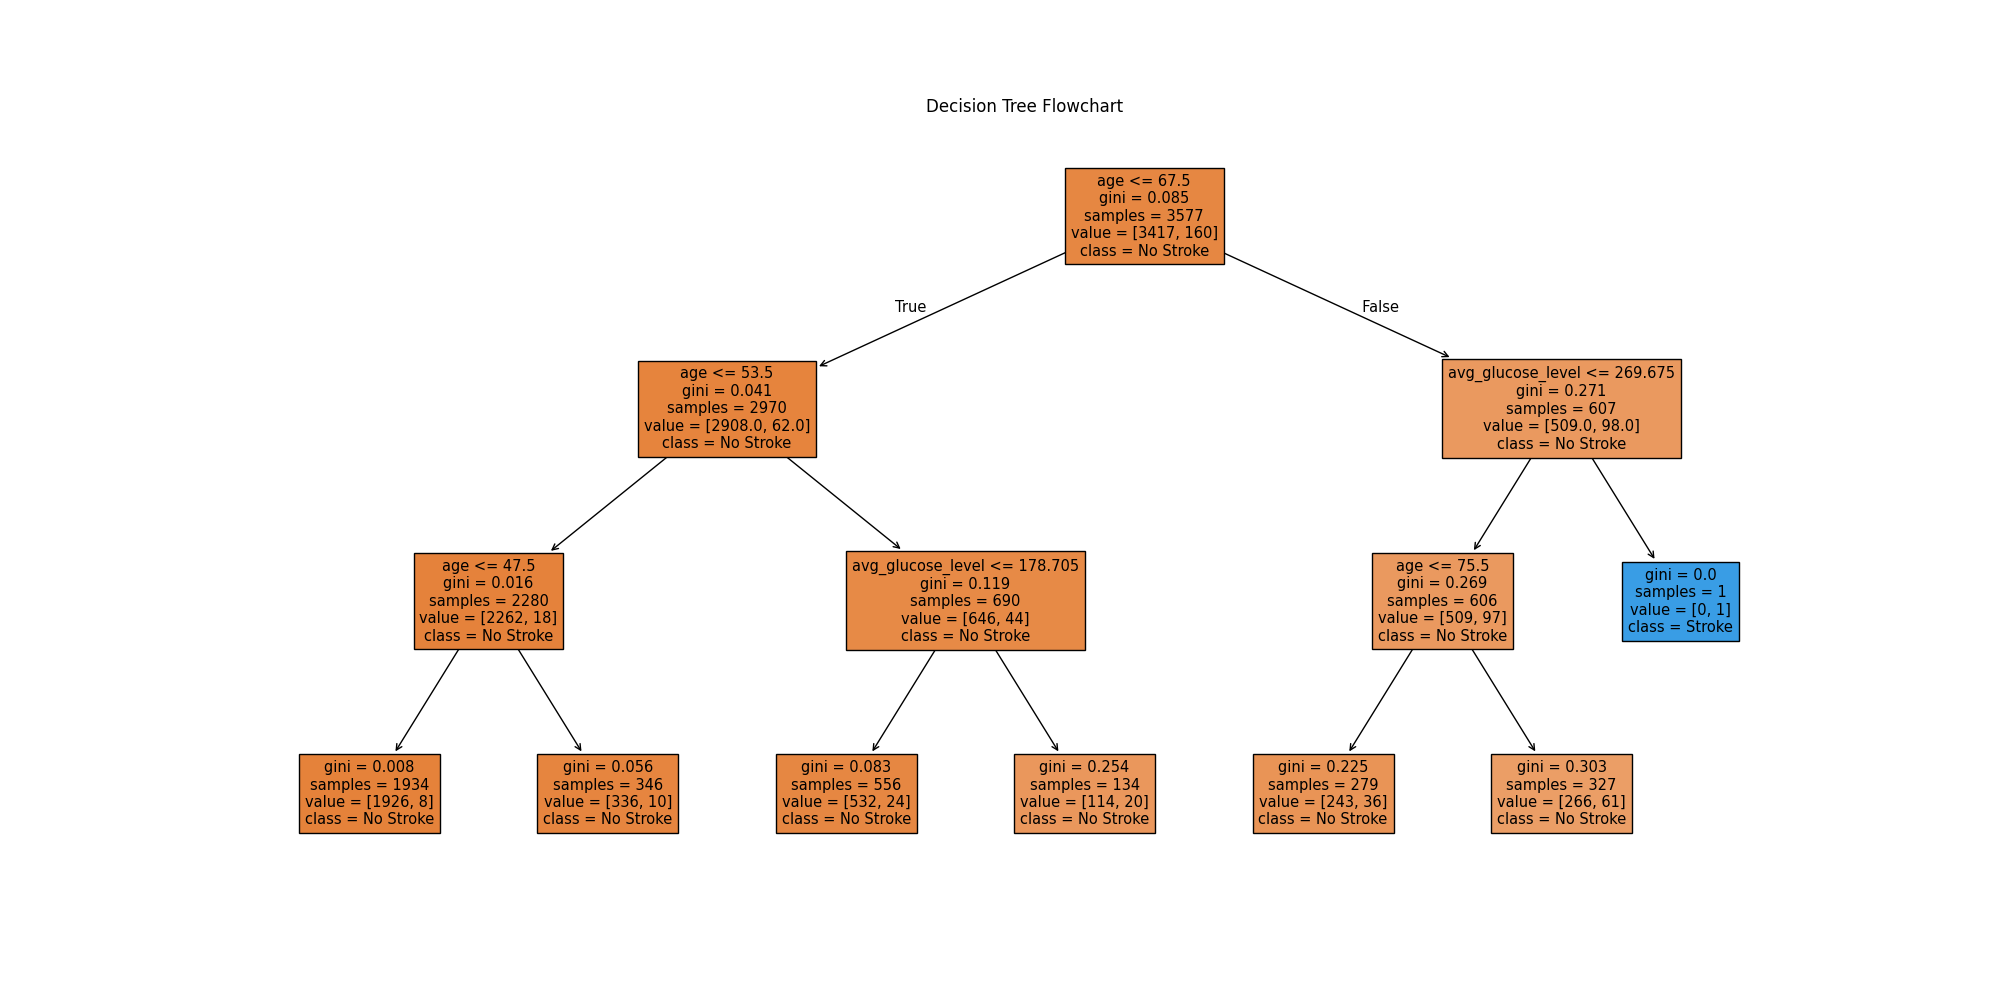 Decision Tree Flowchart
age <= 67.5
gini = 0.085
samples = 3577
value = [3417, 160]
class = No Stroke
True
False
age <= 53.5
gini = 0.041
samples = 2970
value = [2908.0, 62.0]
class = No Stroke
avg_glucose_level <= 269.675
gini = 0.271
samples = 607
value = [509.0, 98.0]
class = No Stroke
age <= 47.5
gini = 0.016
samples = 2280
value = [2262, 18]
class = No Stroke
avg_glucose_level <= 178.705
gini = 0.119
samples = 690
value = [646, 44]
class = No Stroke
age <= 75.5
gini = 0.269
samples = 606
value = [509, 97]
class = No Stroke
gini = 0.0
samples = 1
value = [0, 1]
class = Stroke
gini = 0.008
samples = 1934
value = [1926, 8]
class = No Stroke
gini = 0.056
samples = 346
value = [336, 10]
class = No Stroke
gini = 0.083
samples = 556
value = [532, 24]
class = No Stroke
gini = 0.254
samples = 134
value = [114, 20]
class = No Stroke
gini = 0.225
samples = 279
value = [243, 36]
class = No Stroke
gini = 0.303
samples = 327
value = [266, 61]
class = No Stroke